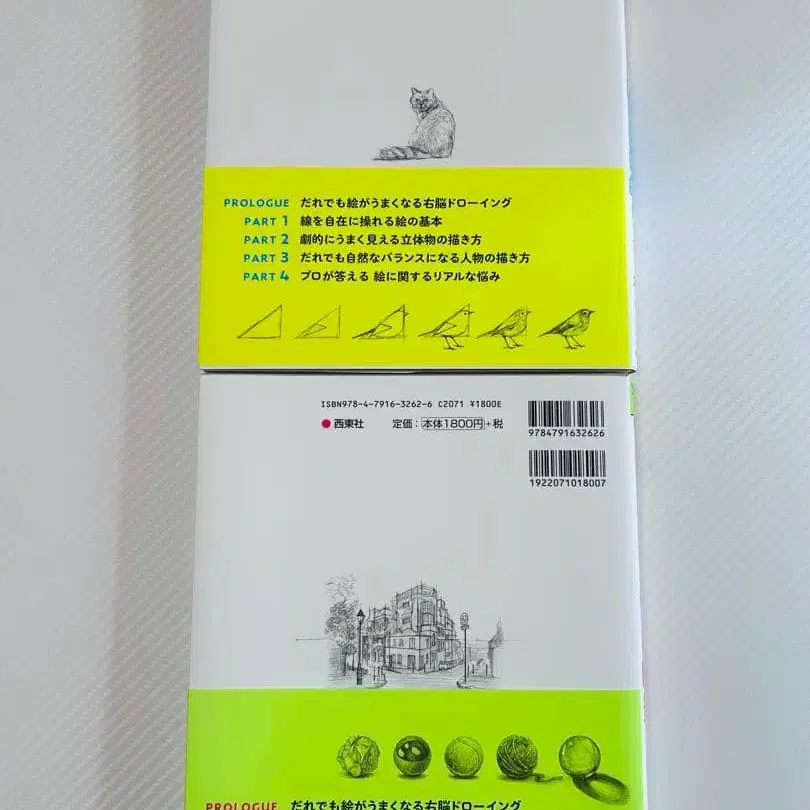 PROLOGUE だれでも絵がうまくなる右脳ドローイング
PART 1 線を自在に操れる絵の基本
PART 2 劇的にうまく見える立体物の描き方
PART 3 だれでも自然なバランスになる人物の描き方
PART 4 プロが答える 絵に関するリアルな悩み
ISBN978-4-7916-3262-6 C2071 ¥1800E
西東社 定価：本体1800円+税
9784791632626
1922071018007
PROLOGUE だれでも絵がうまくなる右脳ドローイング